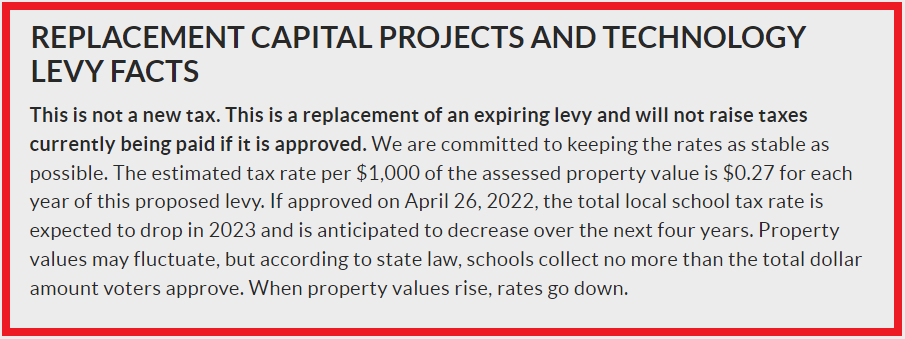 REPLACEMENT CAPITAL PROJECTS AND TECHNOLOGY
LEVY FACTS
This is not a new tax. This is a replacement of an expiring levy and will not raise taxes
currently being paid if it is approved. We are committed to keeping the rates as stable as
possible. The estimated tax rate per $1,000 of the assessed property value is $0.27 for each
year of this proposed levy. If approved on April 26, 2022, the total local school tax rate is
expected to drop in 2023 and is anticipated to decrease over the next four years. Property
values may fluctuate, but according to state law, schools collect no more than the total dollar
amount voters approve. When property values rise, rates go down.